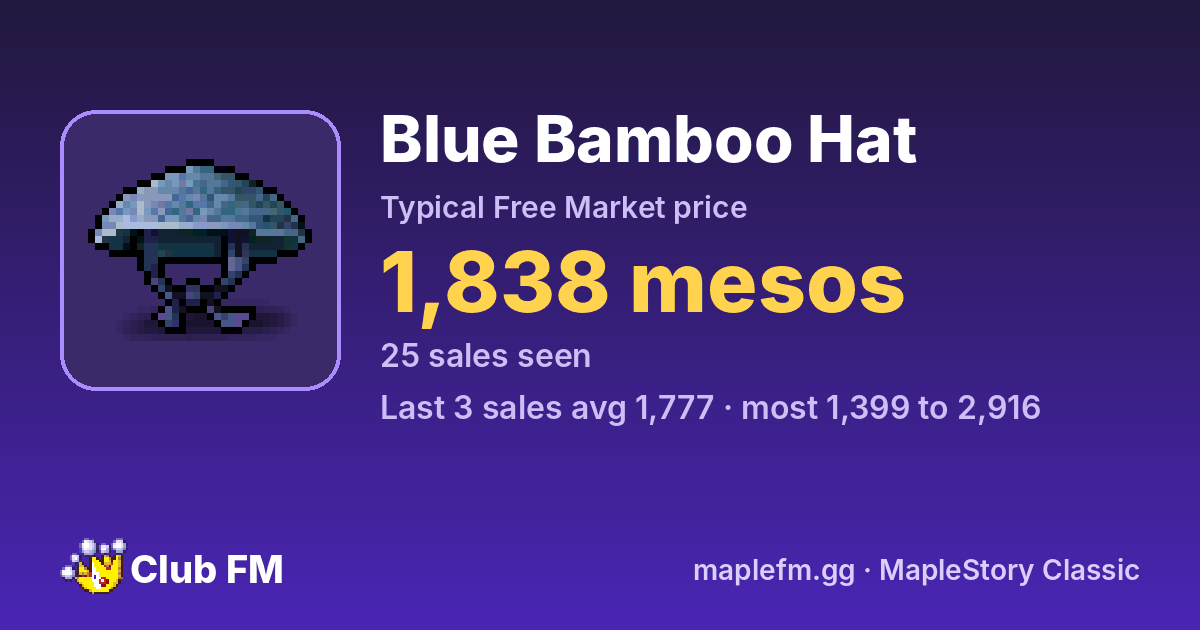 Blue Bamboo Hat
Typical Free Market price
1,838 mesos
25 sales seen
Last 3 sales avg 1,777 · most 1,399 to 2,916
Club FM
maplefm.gg · MapleStory Classic